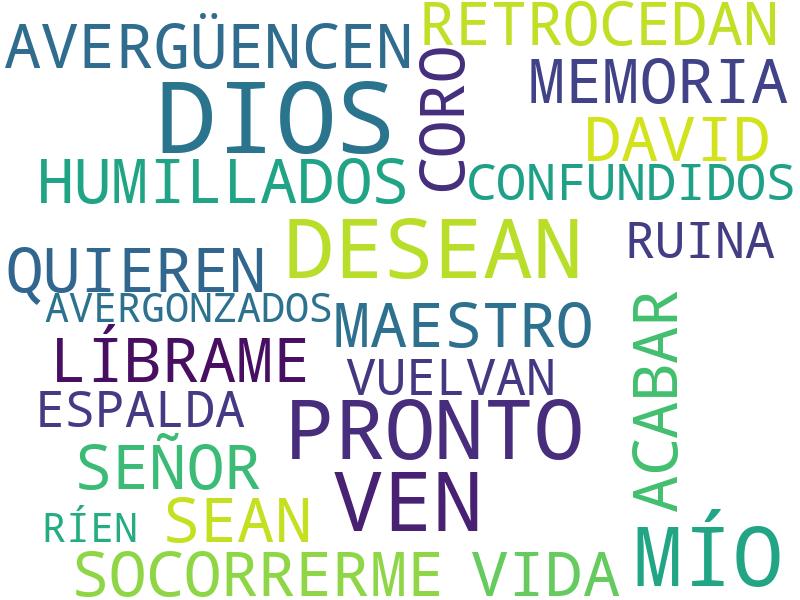 AVERGÜENCEN
RETROCEDAN
DIOS
CORO
MEMORIA
DAVID
HUMILLADOS
CONFUNDIDOS
DESEAN
RUINA
QUIEREN
AVERGONZADOS
MAESTRO
ACABAR
LÍBRAME
VUELVAN
ESPALDA
PRONTO
SEÑOR
VEN
RÍEN
SEAN
MÍO
SOCORRERME
VIDA